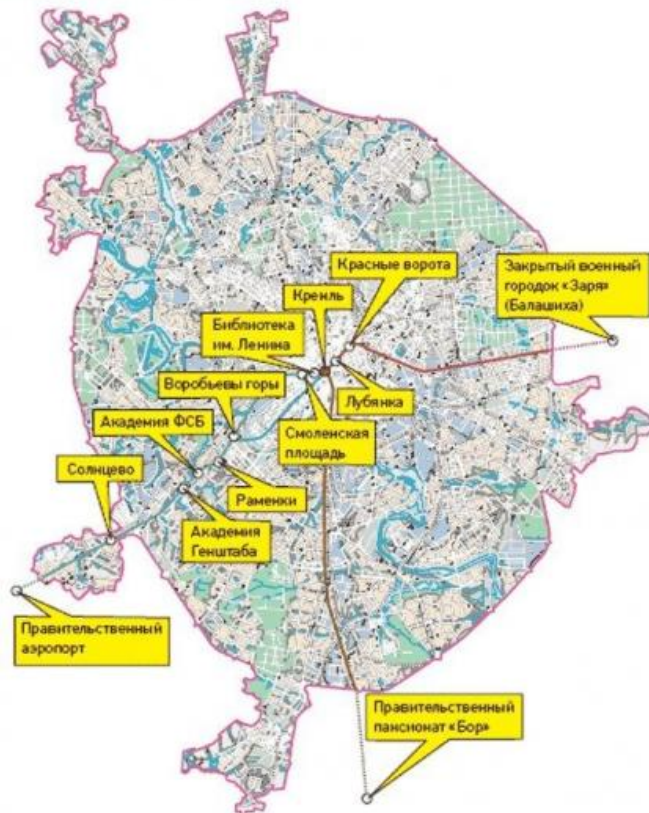 Красные ворота
Закрытый военный
городок «Заря»
(Балашиха)
Кремль
Библиотека
им. Ленина
Воробьевы горы
Лубянка
Академия ФСБ
Смоленская
площадь
Солнцево
Раменки
Академия
Генштаба
Правительственный
аэропорт
Правительственный
пансионат «Бор»